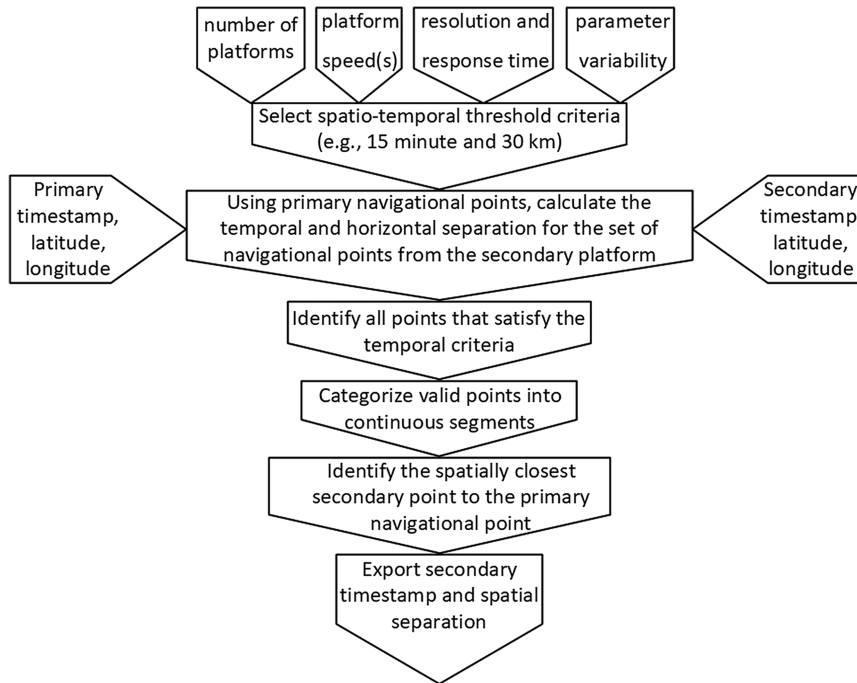 number of
platforms
platform
speed(s)
resolution and
response time
parameter
variability
Select spatio-temporal threshold criteria
(e.g., 15 minute and 30 km)
Primary
timestamp,
latitude,
longitude
Using primary navigational points, calculate the
temporal and horizontal separation for the set of
navigational points from the secondary platform
Secondary
timestamp,
latitude,
longitude
Identify all points that satisfy the
temporal criteria
Categorize valid points into
continuous segments
Identify the spatially closest
secondary point to the primary
navigational point
Export secondary
timestamp and spatial
separation